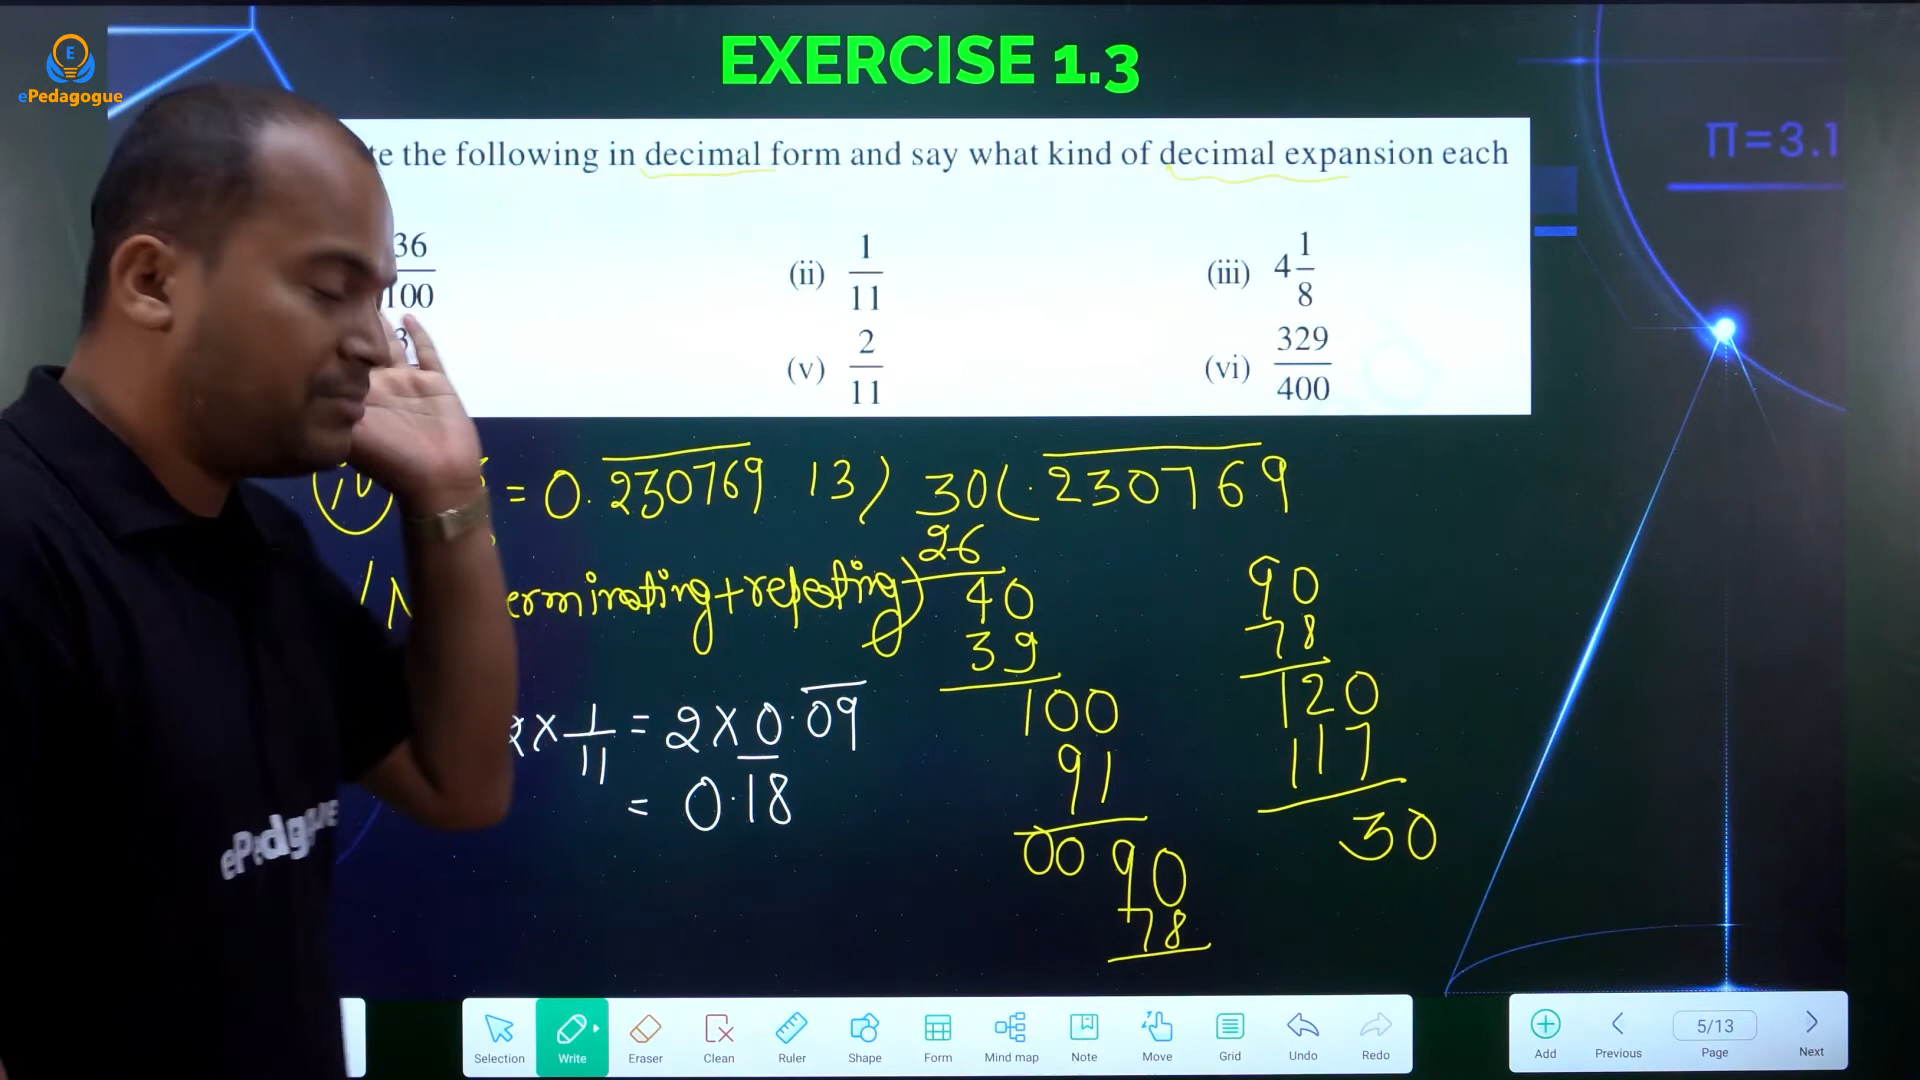 E
ePedagogue
EXERCISE 1.3
Π=3.1
te the following in decimal form and say what kind of decimal expansion each
36
100
(ii) 1
11
(iii) 4 1
8
3
(v) 2
11
(vi) 329
400
= 0.230769 13) 30(.230769
26
40
39
100
91
0090
78
90
78
120
117
30
erminating+repeating)
2×1/11 = 2×0.09
= 0.18
Selection
Write
Eraser
Clean
Ruler
Shape
Form
Mind map
Note
Move
Grid
Undo
Redo
Add
Previous
5/13
Page
Next